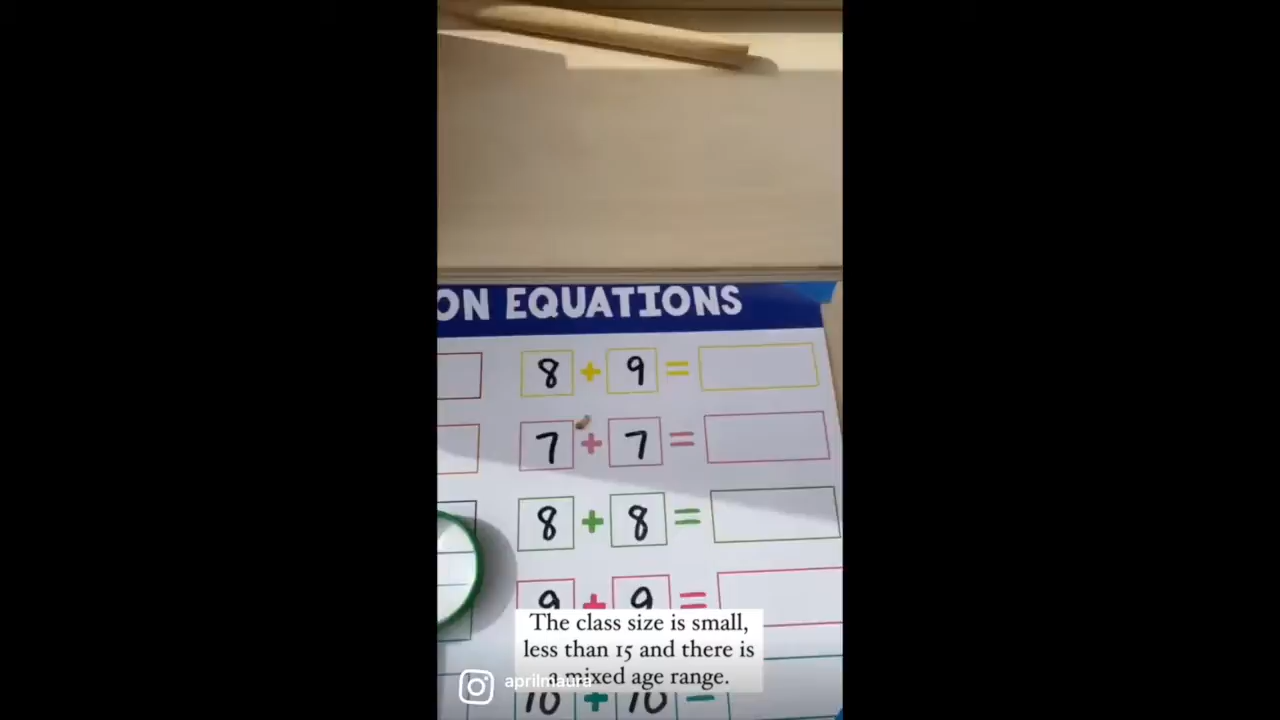 ON EQUATIONS
8 + 9 =
7 + 7 =
8 + 8 =
9 + 9 =
The class size is small,
less than 15 and there is
a mixed age range.
aprilmaura
10 + 10 =